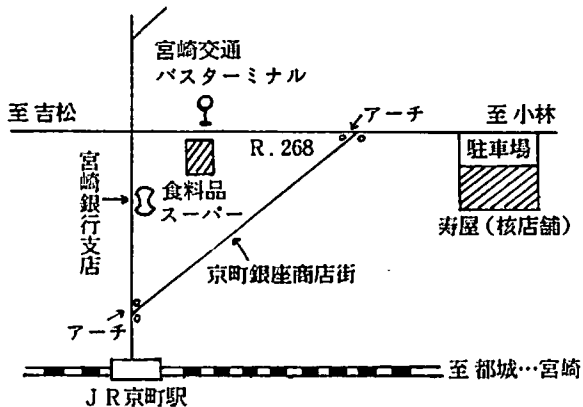 宮崎交通
バスターミナル
至吉松
アーチ
至小林
R.268
駐車場
宮崎銀行支店
食料品
スーパー
寿屋(核店舗)
京町銀座商店街
アーチ
至都城…宮崎
JR京町駅